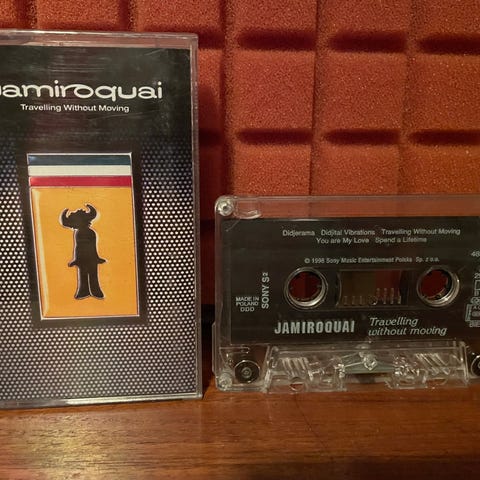 Jamiroquai
Travelling Without Moving
Didjerama Didjital Vibrations Travelling Without Moving
You are My Love Spend a Lifetime
℗ © 1996 Sony Music Entertainment Polska Sp. z o.o.
MADE IN
POLAND
DIDD
SONY S2
JAMIROQUAI Travelling
without moving